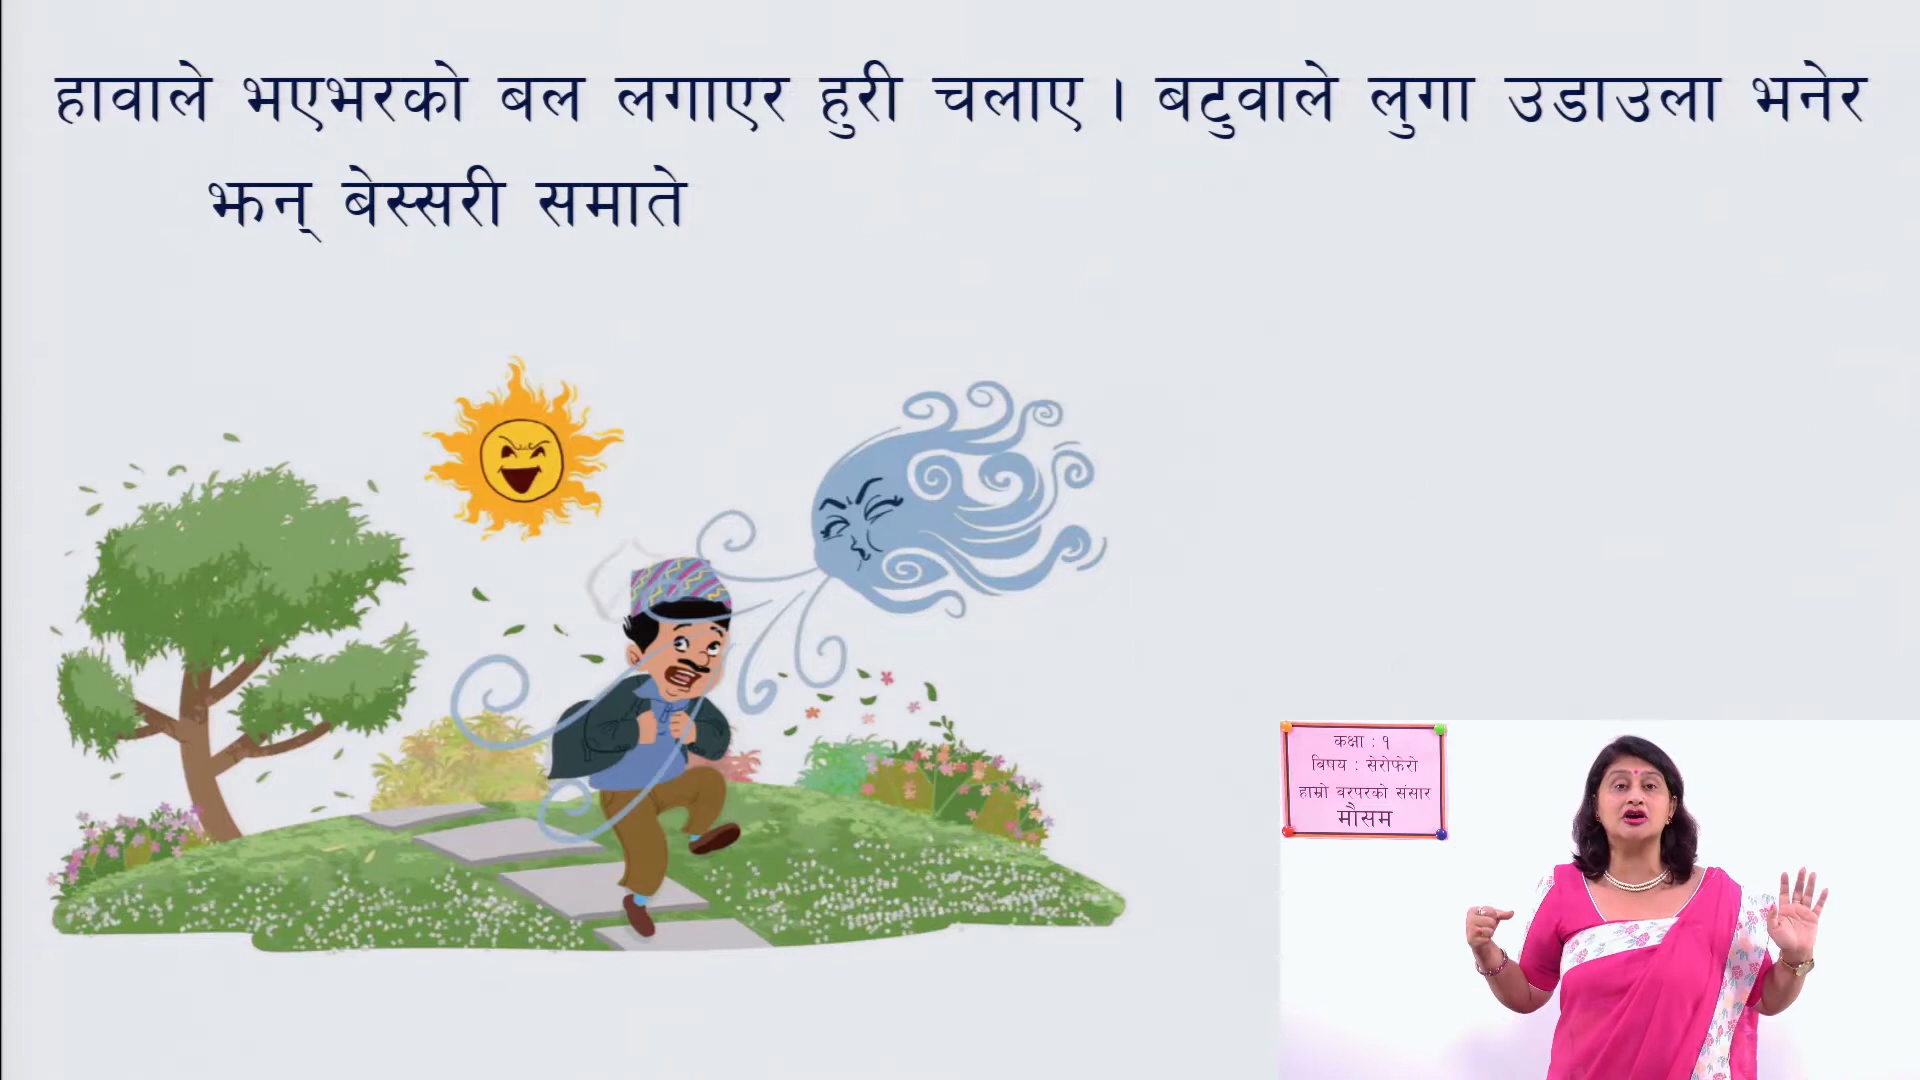 हावाले भएभरको बल लगाएर हुरी चलाए । बटुवाले लुगा उडाउला भनेर
झन् बेस्सरी समाते
कक्षा : १
विषय : सेरोफेरो
हाम्रो वरपरको संसार
मौसम